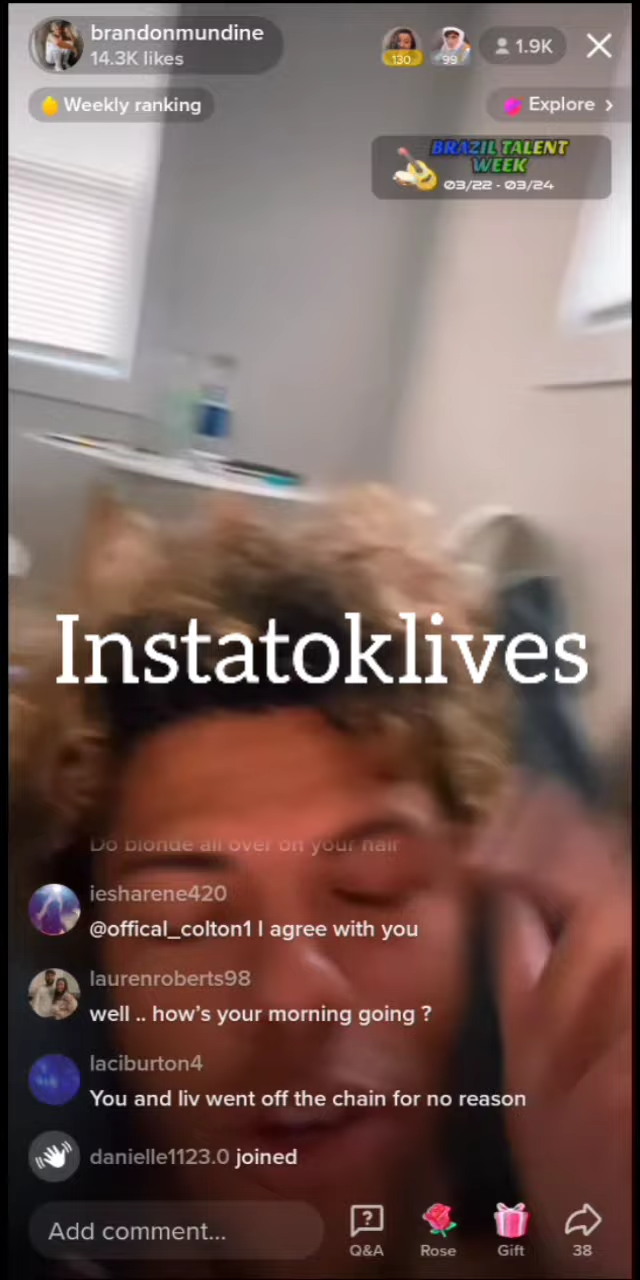 brandonmundine
14.3K likes
130
99
1.9K
Weekly ranking
Explore
BRAZIL TALENT
WEEK
03/22 - 03/24
Instatoklives
Do blonde all over on your hair
iesharene420
@offical_colton1 I agree with you
laurenroberts98
well .. how's your morning going ?
laciburton4
You and liv went off the chain for no reason
danielle1123.0 joined
Add comment...
Q&A
Rose
Gift
38